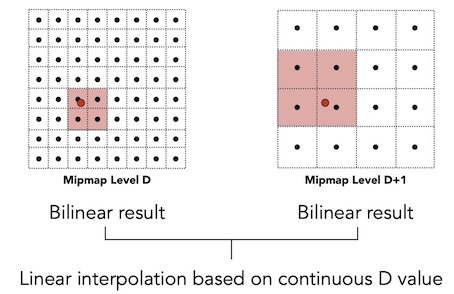 Mipmap Level D
Mipmap Level D+1
Bilinear result
Bilinear result
Linear interpolation based on continuous D value